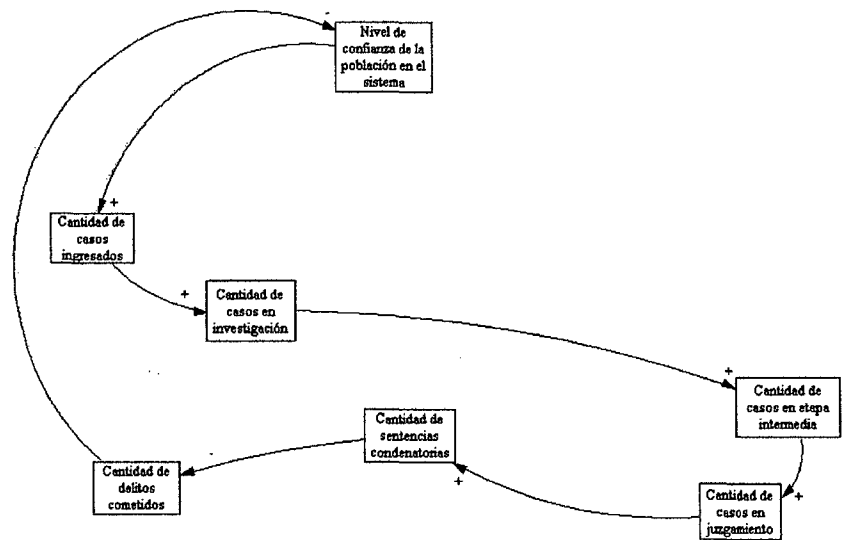 -
Nivel de
confianza de la
población en el
sistema
+
Cantidad de
casos
ingresados
+
Cantidad de
casos en
investigación
+
Cantidad de
casos en etapa
intermedia
+
Cantidad de
casos en
juzgamiento
+
Cantidad de
sentencias
condenatorias
-
Cantidad de
delitos
cometidos